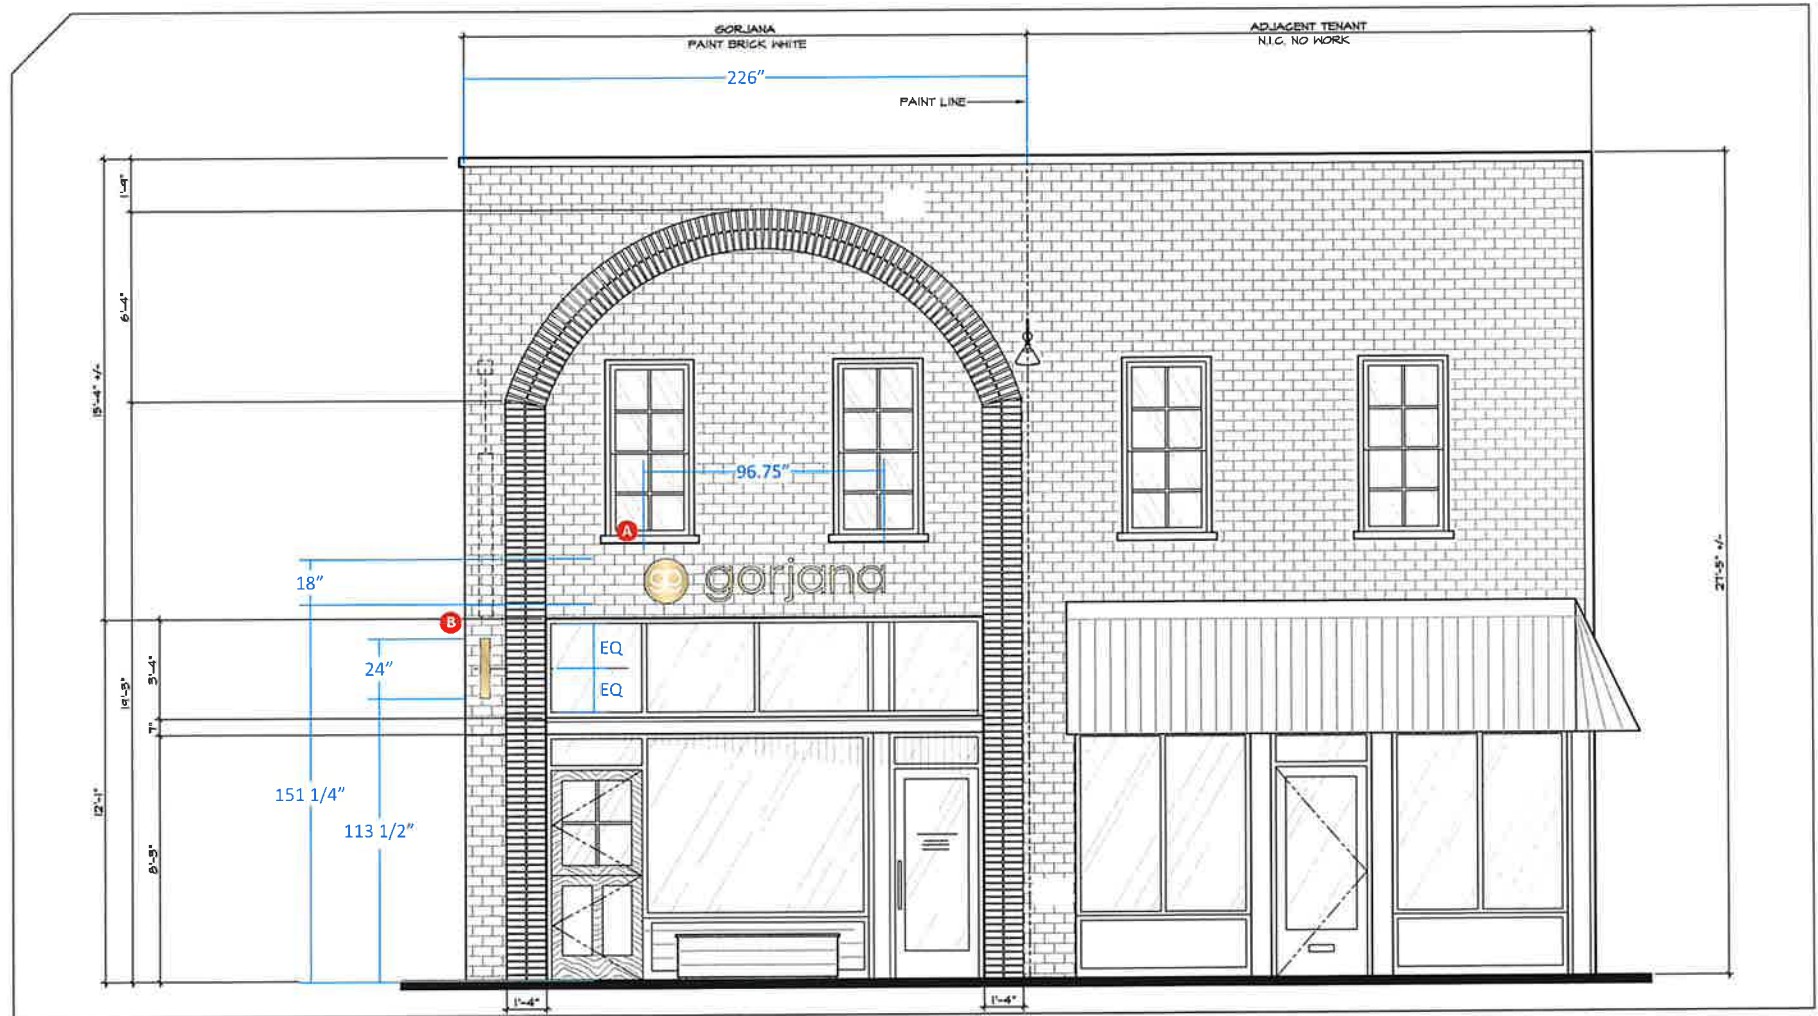 GORJANA
PAINT BRICK WHITE
ADJACENT TENANT
N.I.C. NO WORK
226"
PAINT LINE
1'-9"
6'-4"
15'-4" +/-
96.75"
A
gorjana
18"
B
24"
EQ
EQ
3'-4"
19'-3"
7"
27'-5" +/-
151 1/4"
113 1/2"
12'-1"
8'-3"
1'-4"
1'-4"